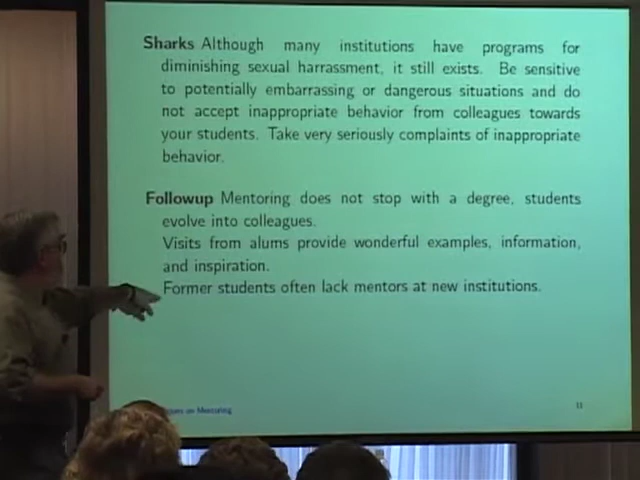 Sharks Although many institutions have programs for
diminishing sexual harrassment, it still exists. Be sensitive
to potentially embarrassing or dangerous situations and do
not accept inappropriate behavior from colleagues towards
your students. Take very seriously complaints of inappropriate
behavior.
Followup Mentoring does not stop with a degree, students
evolve into colleagues.
Visits from alums provide wonderful examples, information,
and inspiration.
Former students often lack mentors at new institutions.
on Mentoring
11